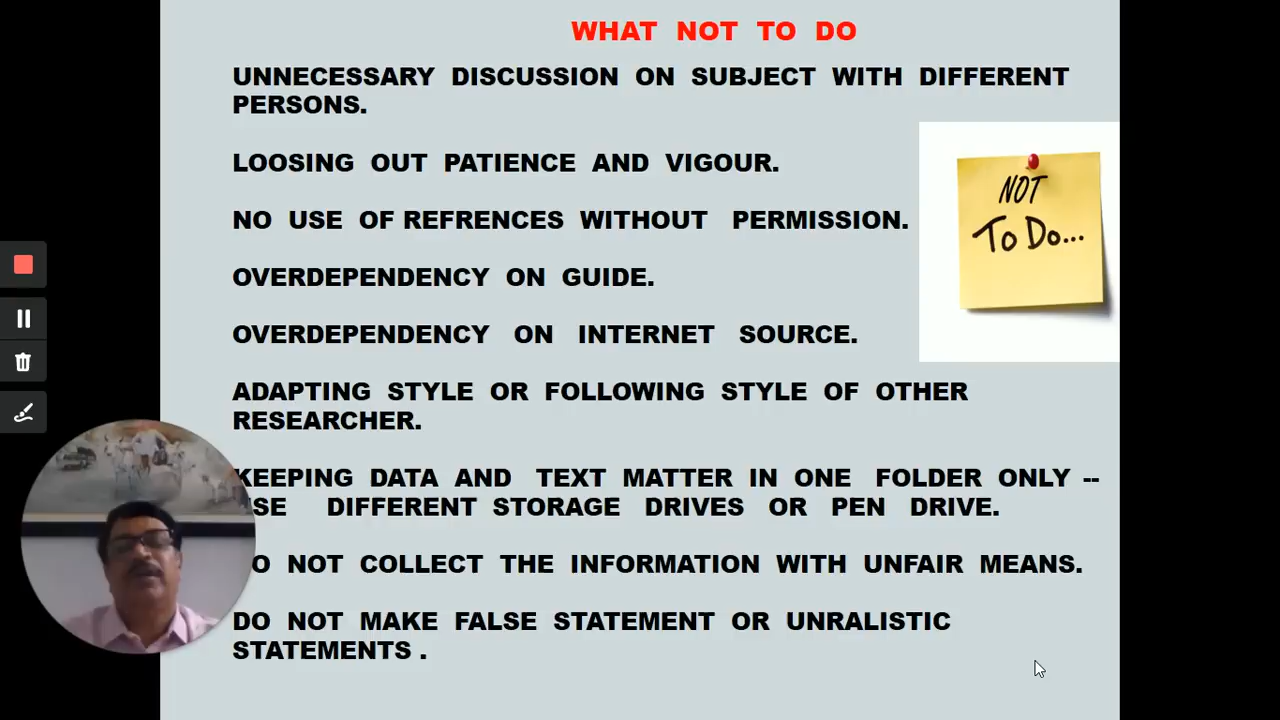 WHAT NOT TO DO
UNNECESSARY DISCUSSION ON SUBJECT WITH DIFFERENT
PERSONS.
LOOSING OUT PATIENCE AND VIGOUR.
NO USE OF REFRENCES WITHOUT PERMISSION.
OVERDEPENDENCY ON GUIDE.
OVERDEPENDENCY ON INTERNET SOURCE.
ADAPTING STYLE OR FOLLOWING STYLE OF OTHER
RESEARCHER.
KEEPING DATA AND TEXT MATTER IN ONE FOLDER ONLY --
SE DIFFERENT STORAGE DRIVES OR PEN DRIVE.
O NOT COLLECT THE INFORMATION WITH UNFAIR MEANS.
DO NOT MAKE FALSE STATEMENT OR UNRALISTIC
STATEMENTS .
NOT
To Do...